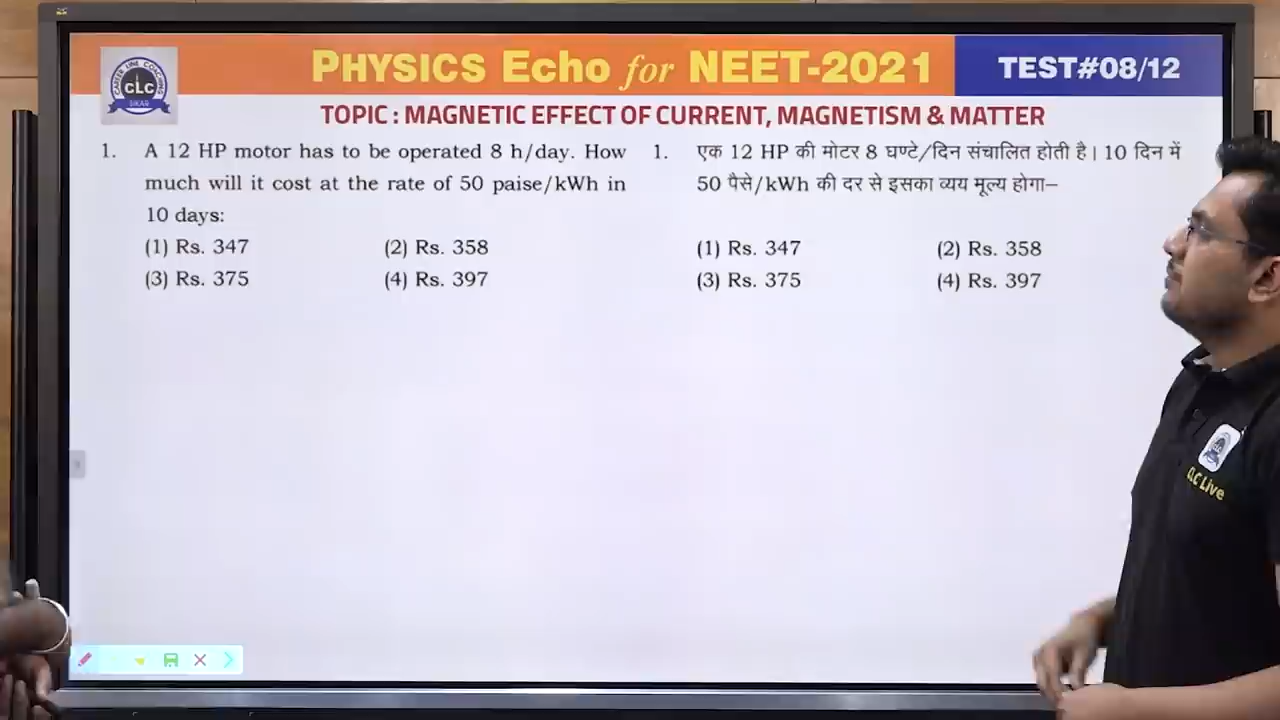 PHYSICS Echo for NEET-2021
TEST#08/12
CAREER LINE COACHING
CLC
SIKAR
TOPIC : MAGNETIC EFFECT OF CURRENT, MAGNETISM & MATTER
1. A 12 HP motor has to be operated 8 h/day. How
much will it cost at the rate of 50 paise/kWh in
10 days:
(1) Rs. 347 (2) Rs. 358
(3) Rs. 375 (4) Rs. 397
1. एक 12 HP की मोटर 8 घण्टे/दिन संचालित होती है। 10 दिन में
50 पैसे/kWh की दर से इसका व्यय मूल्य होगा–
(1) Rs. 347 (2) Rs. 358
(3) Rs. 375 (4) Rs. 397
CLC Live